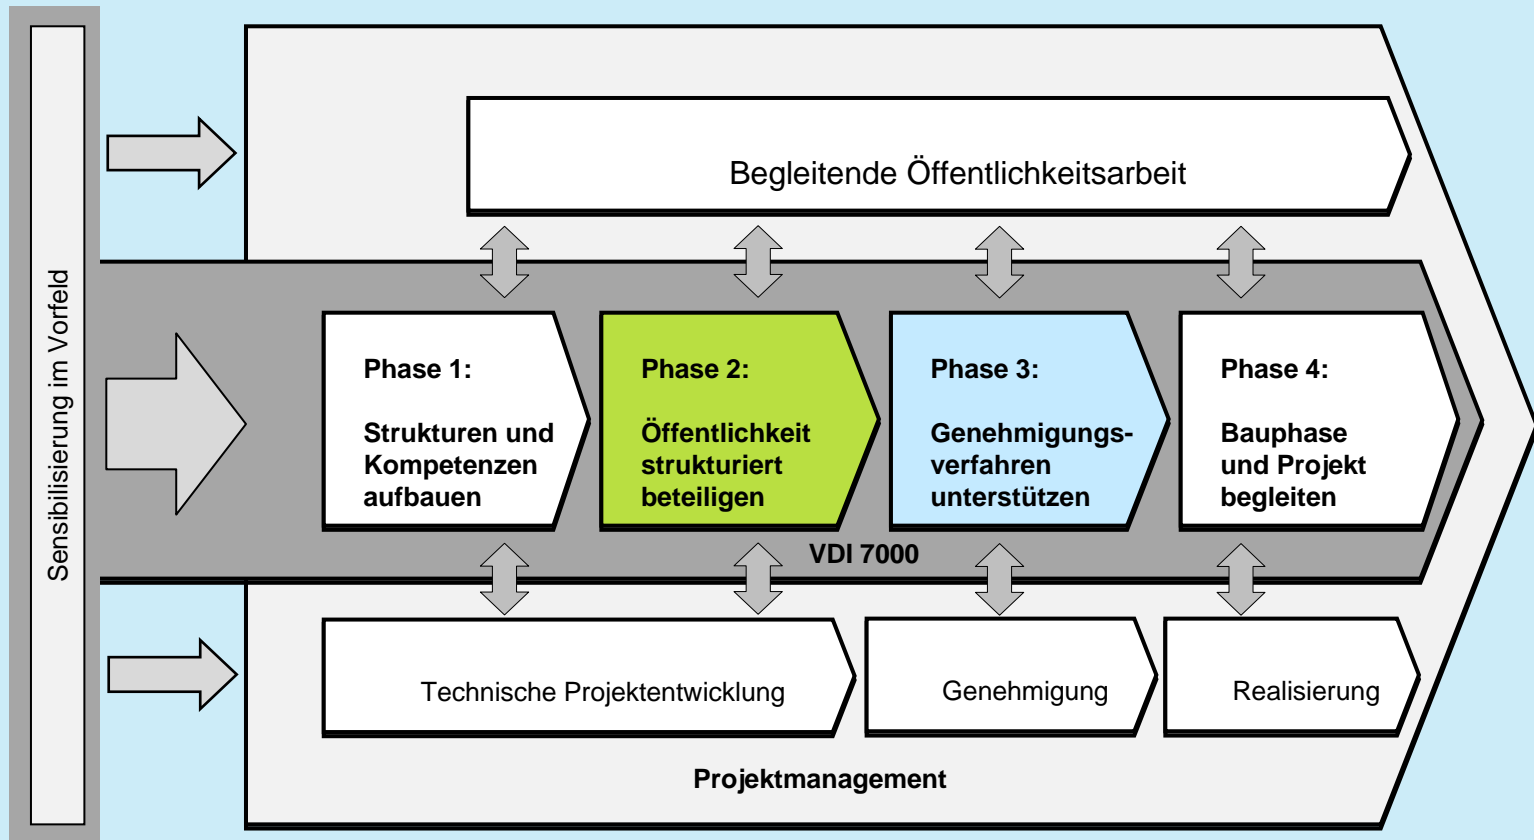 Sensibilisierung im Vorfeld
Begleitende Öffentlichkeitsarbeit
Phase 1:
Strukturen und
Kompetenzen
aufbauen
Phase 2:
Öffentlichkeit
strukturiert
beteiligen
Phase 3:
Genehmigungs-
verfahren
unterstützen
Phase 4:
Bauphase
und Projekt
begleiten
VDI 7000
Technische Projektentwicklung
Genehmigung
Realisierung
Projektmanagement